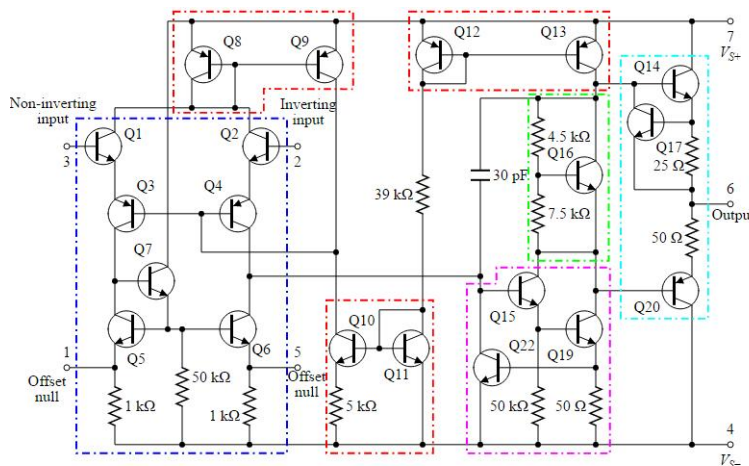 Q8
Q9
Q12
Q13
7
V_S+
Q14
Non-inverting
input
Inverting
input
Q1
Q2
3
2
4.5 kΩ
Q16
Q17
25 Ω
30 pF
39 kΩ
Q3
Q4
6
Output
7.5 kΩ
50 Ω
Q7
Q15
Q20
Q10
Q5
Q6
Q11
Q22
Q19
1
5
Offset
null
50 kΩ
Offset
null
1 kΩ
1 kΩ
5 kΩ
50 kΩ
50 Ω
4
V_S−